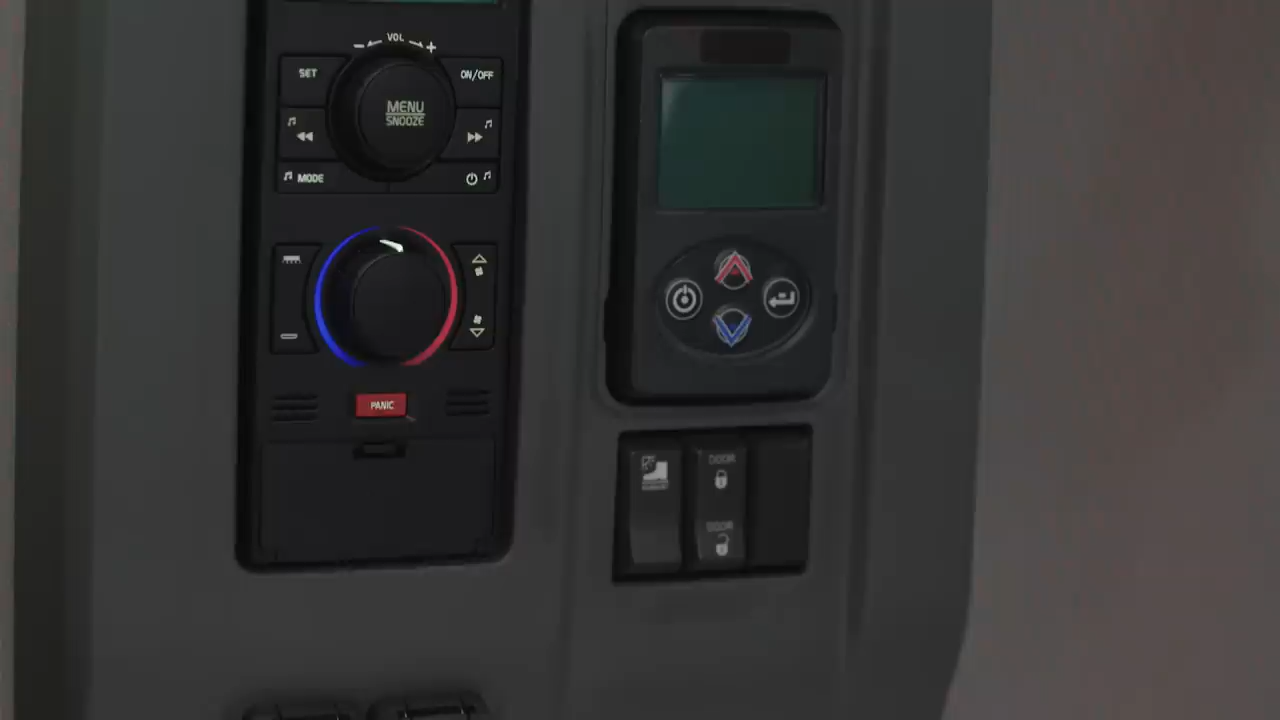 VOL
SET
ON/OFF
MENU
SNOOZE
MODE
PANIC
DOOR
DOOR